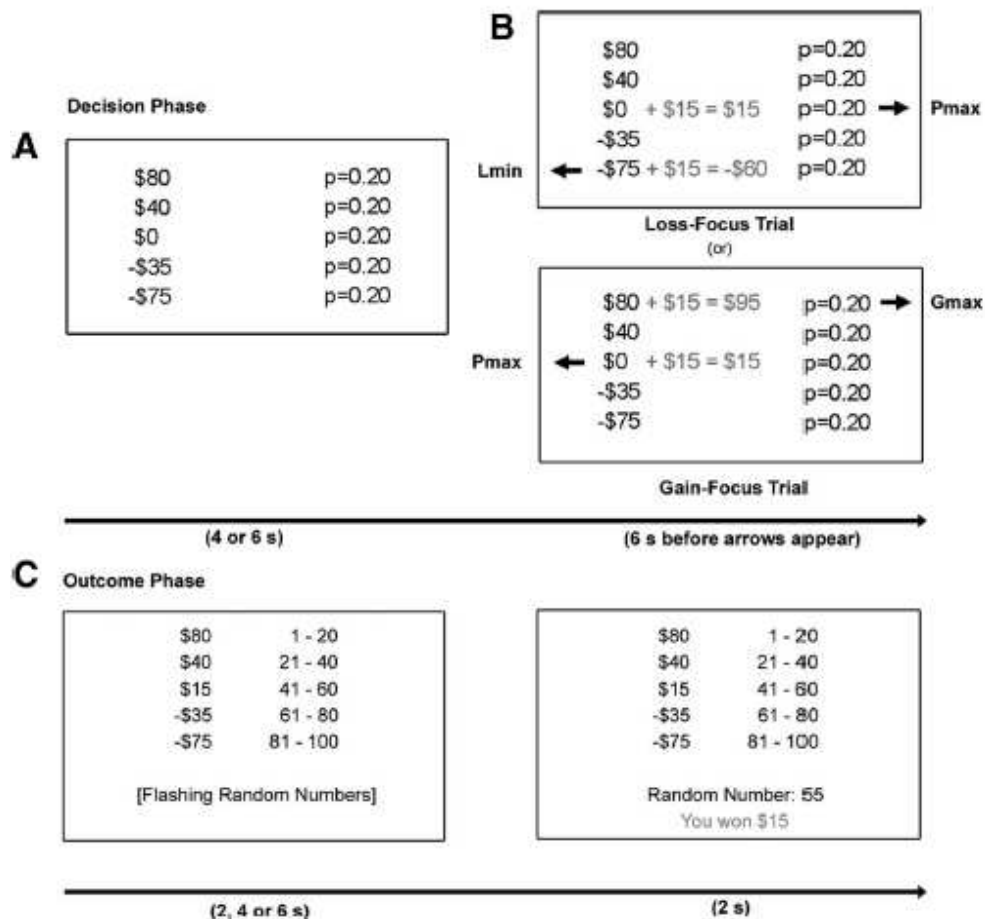 Decision Phase
A
$80 p=0.20
$40 p=0.20
$0 p=0.20
-$35 p=0.20
-$75 p=0.20
B
$80 p=0.20
$40 p=0.20
$0 + $15 = $15 p=0.20 Pmax
-$35 p=0.20
Lmin -$75 + $15 = -$60 p=0.20
Loss-Focus Trial
(or)
$80 + $15 = $95 p=0.20 Gmax
$40 p=0.20
Pmax $0 + $15 = $15 p=0.20
-$35 p=0.20
-$75 p=0.20
Gain-Focus Trial
(4 or 6 s) (6 s before arrows appear)
C Outcome Phase
$80 1 - 20
$40 21 - 40
$15 41 - 60
-$35 61 - 80
-$75 81 - 100
[Flashing Random Numbers]
$80 1 - 20
$40 21 - 40
$15 41 - 60
-$35 61 - 80
-$75 81 - 100
Random Number: 55
You won $15
(2, 4 or 6 s) (2 s)